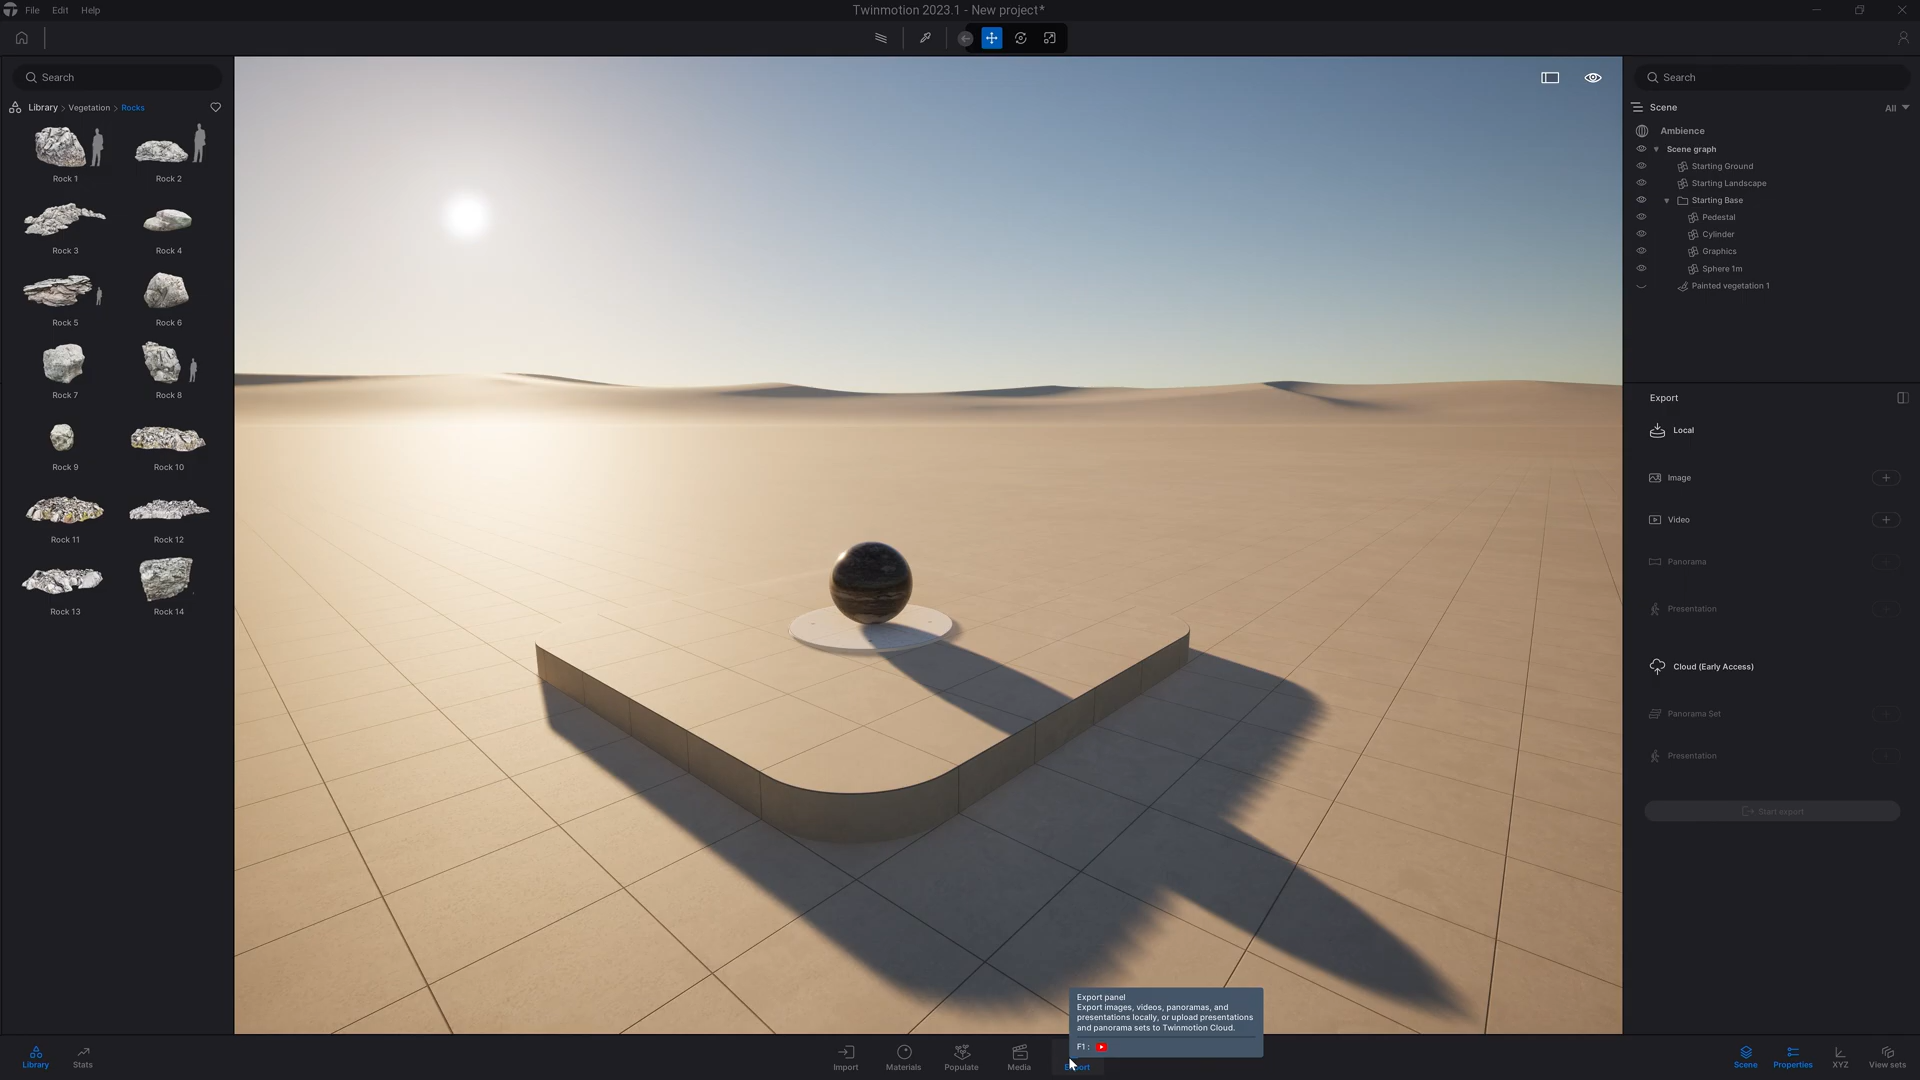 File Edit Help
Twinmotion 2023.1 - New project*
Search
Library > Vegetation > Rocks
Rock 1
Rock 2
Rock 3
Rock 4
Rock 5
Rock 6
Rock 7
Rock 8
Rock 9
Rock 10
Rock 11
Rock 12
Rock 13
Rock 14
Search
Scene
All
Ambience
Scene graph
Starting Ground
Starting Landscape
Starting Base
Pedestal
Cylinder
Graphics
Sphere 1m
Painted vegetation 1
Export
Local
Image
Video
Panorama
Presentation
Cloud (Early Access)
Panorama Set
Presentation
Start export
Export panel
Export images, videos, panoramas, and
presentations locally, or upload presentations
and panorama sets to Twinmotion Cloud.
F1 :
Library
Stats
Import
Materials
Populate
Media
Export
Scene
Properties
XYZ
View sets